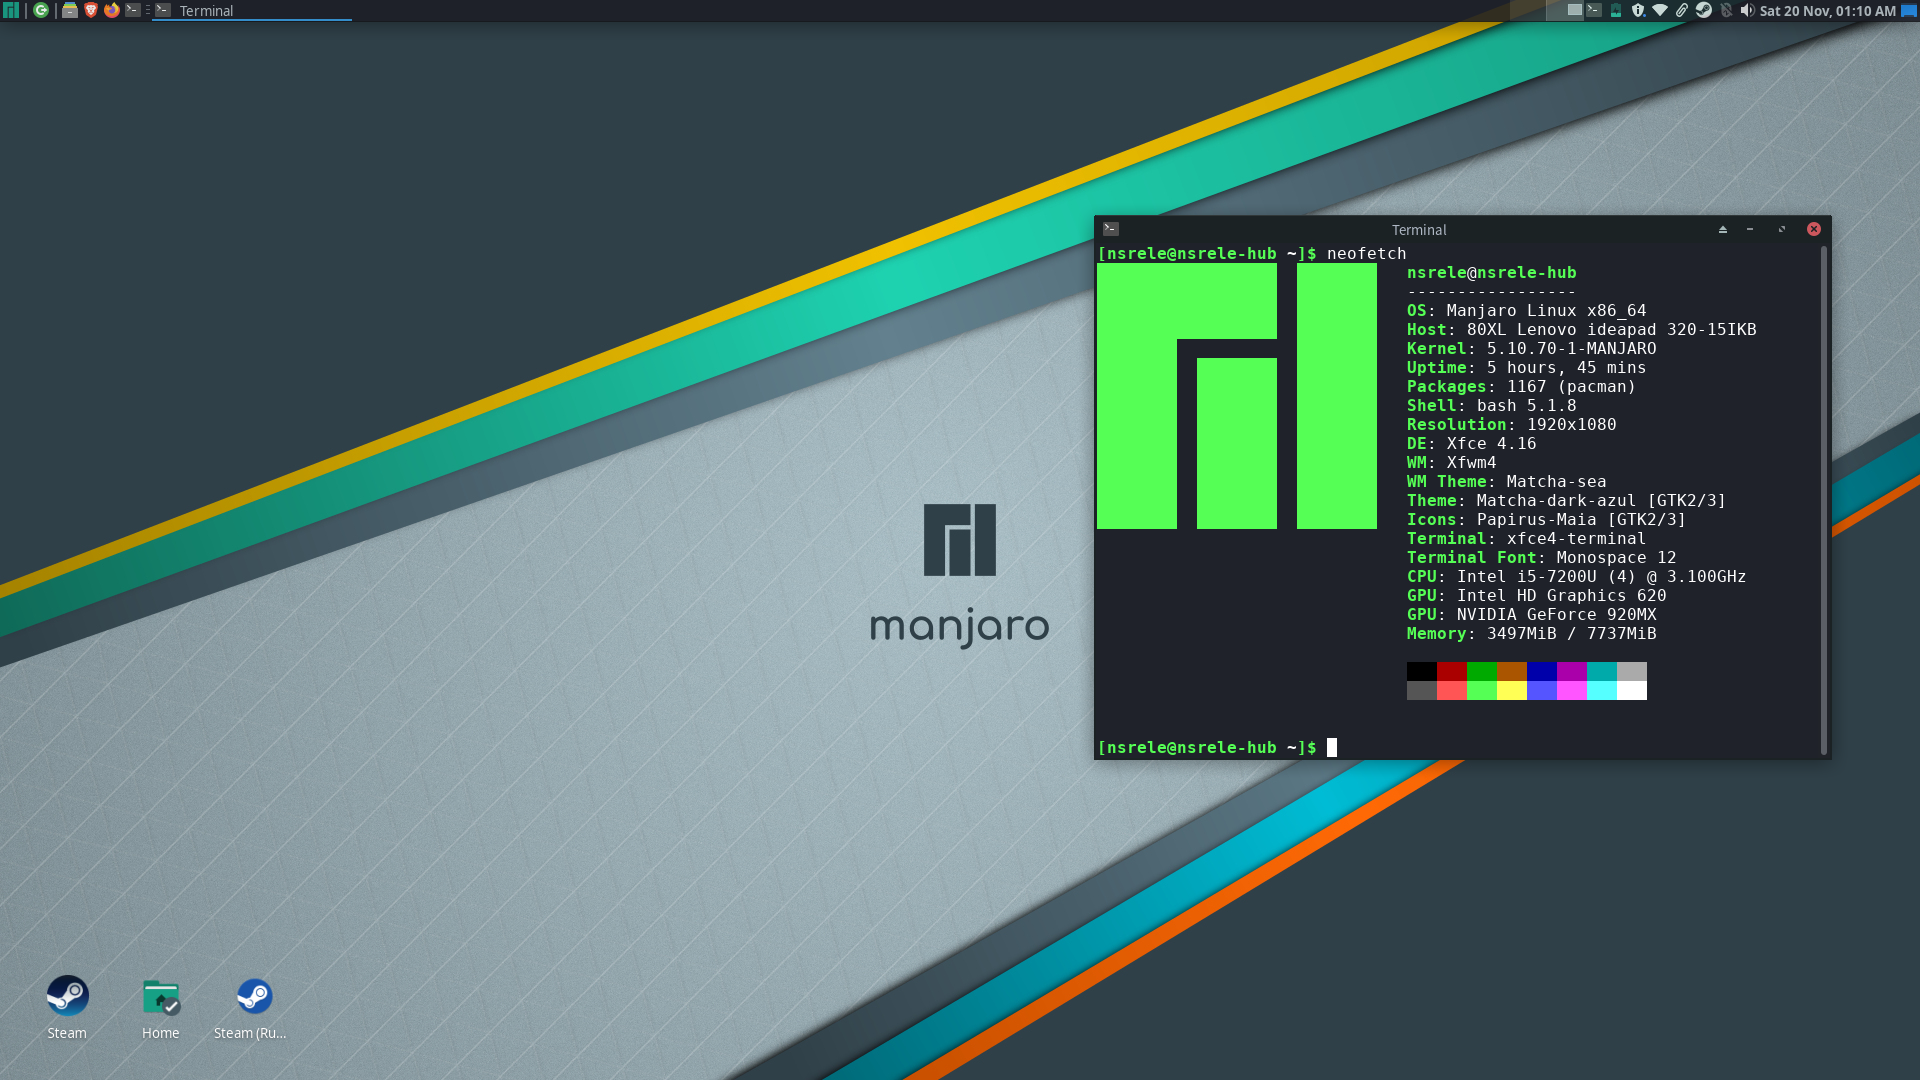 Terminal
Sat 20 Nov, 01:10 AM
manjaro
Steam
Home
Steam (Ru...
Terminal
[nsrele@nsrele-hub ~]$ neofetch
nsrele@nsrele-hub
-----------------
OS: Manjaro Linux x86_64
Host: 80XL Lenovo ideapad 320-15IKB
Kernel: 5.10.70-1-MANJARO
Uptime: 5 hours, 45 mins
Packages: 1167 (pacman)
Shell: bash 5.1.8
Resolution: 1920x1080
DE: Xfce 4.16
WM: Xfwm4
WM Theme: Matcha-sea
Theme: Matcha-dark-azul [GTK2/3]
Icons: Papirus-Maia [GTK2/3]
Terminal: xfce4-terminal
Terminal Font: Monospace 12
CPU: Intel i5-7200U (4) @ 3.100GHz
GPU: Intel HD Graphics 620
GPU: NVIDIA GeForce 920MX
Memory: 3497MiB / 7737MiB
[nsrele@nsrele-hub ~]$